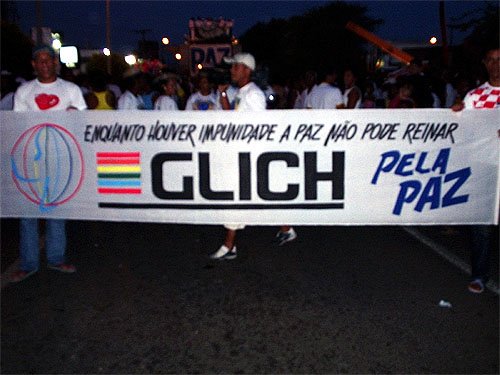 PAZ
ENQUANTO HOUVER IMPUNIDADE A PAZ NÃO PODE REINAR
GLICH
PELA
PAZ